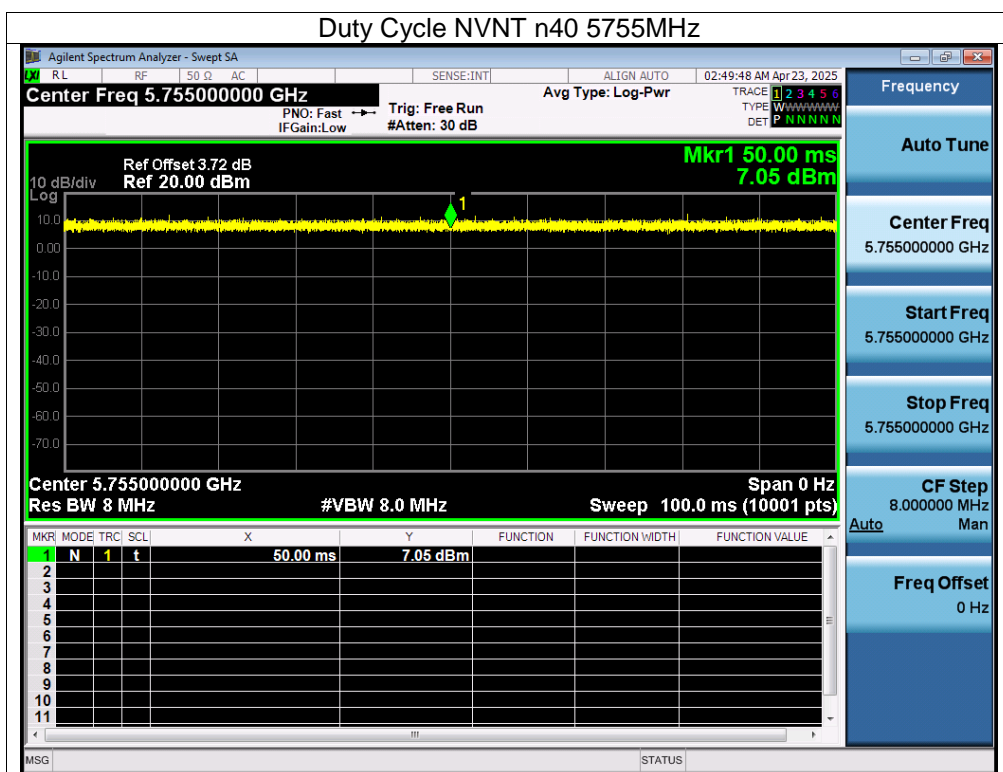 Duty Cycle NVNT n40 5755MHz
Agilent Spectrum Analyzer - Swept SA
LXI RL RF 50 Ω AC SENSE:INT ALIGN AUTO 02:49:48 AM Apr 23, 2025
Center Freq 5.755000000 GHz
PNO: Fast
IFGain:Low
Trig: Free Run
#Atten: 30 dB
Avg Type: Log-Pwr
TRACE 1 2 3 4 5 6
TYPE WWWWWW
DET P N N N N N
Mkr1 50.00 ms
7.05 dBm
Ref Offset 3.72 dB
10 dB/div Ref 20.00 dBm
Log
1
10.0
0.00
-10.0
-20.0
-30.0
-40.0
-50.0
-60.0
-70.0
Center 5.755000000 GHz Span 0 Hz
Res BW 8 MHz #VBW 8.0 MHz Sweep 100.0 ms (10001 pts)
MKR MODE TRC SCL X Y FUNCTION FUNCTION WIDTH FUNCTION VALUE
1 N 1 t 50.00 ms 7.05 dBm
2
3
4
5
6
7
8
9
10
11
MSG STATUS
Frequency
Auto Tune
Center Freq
5.755000000 GHz
Start Freq
5.755000000 GHz
Stop Freq
5.755000000 GHz
CF Step
8.000000 MHz
Auto Man
Freq Offset
0 Hz